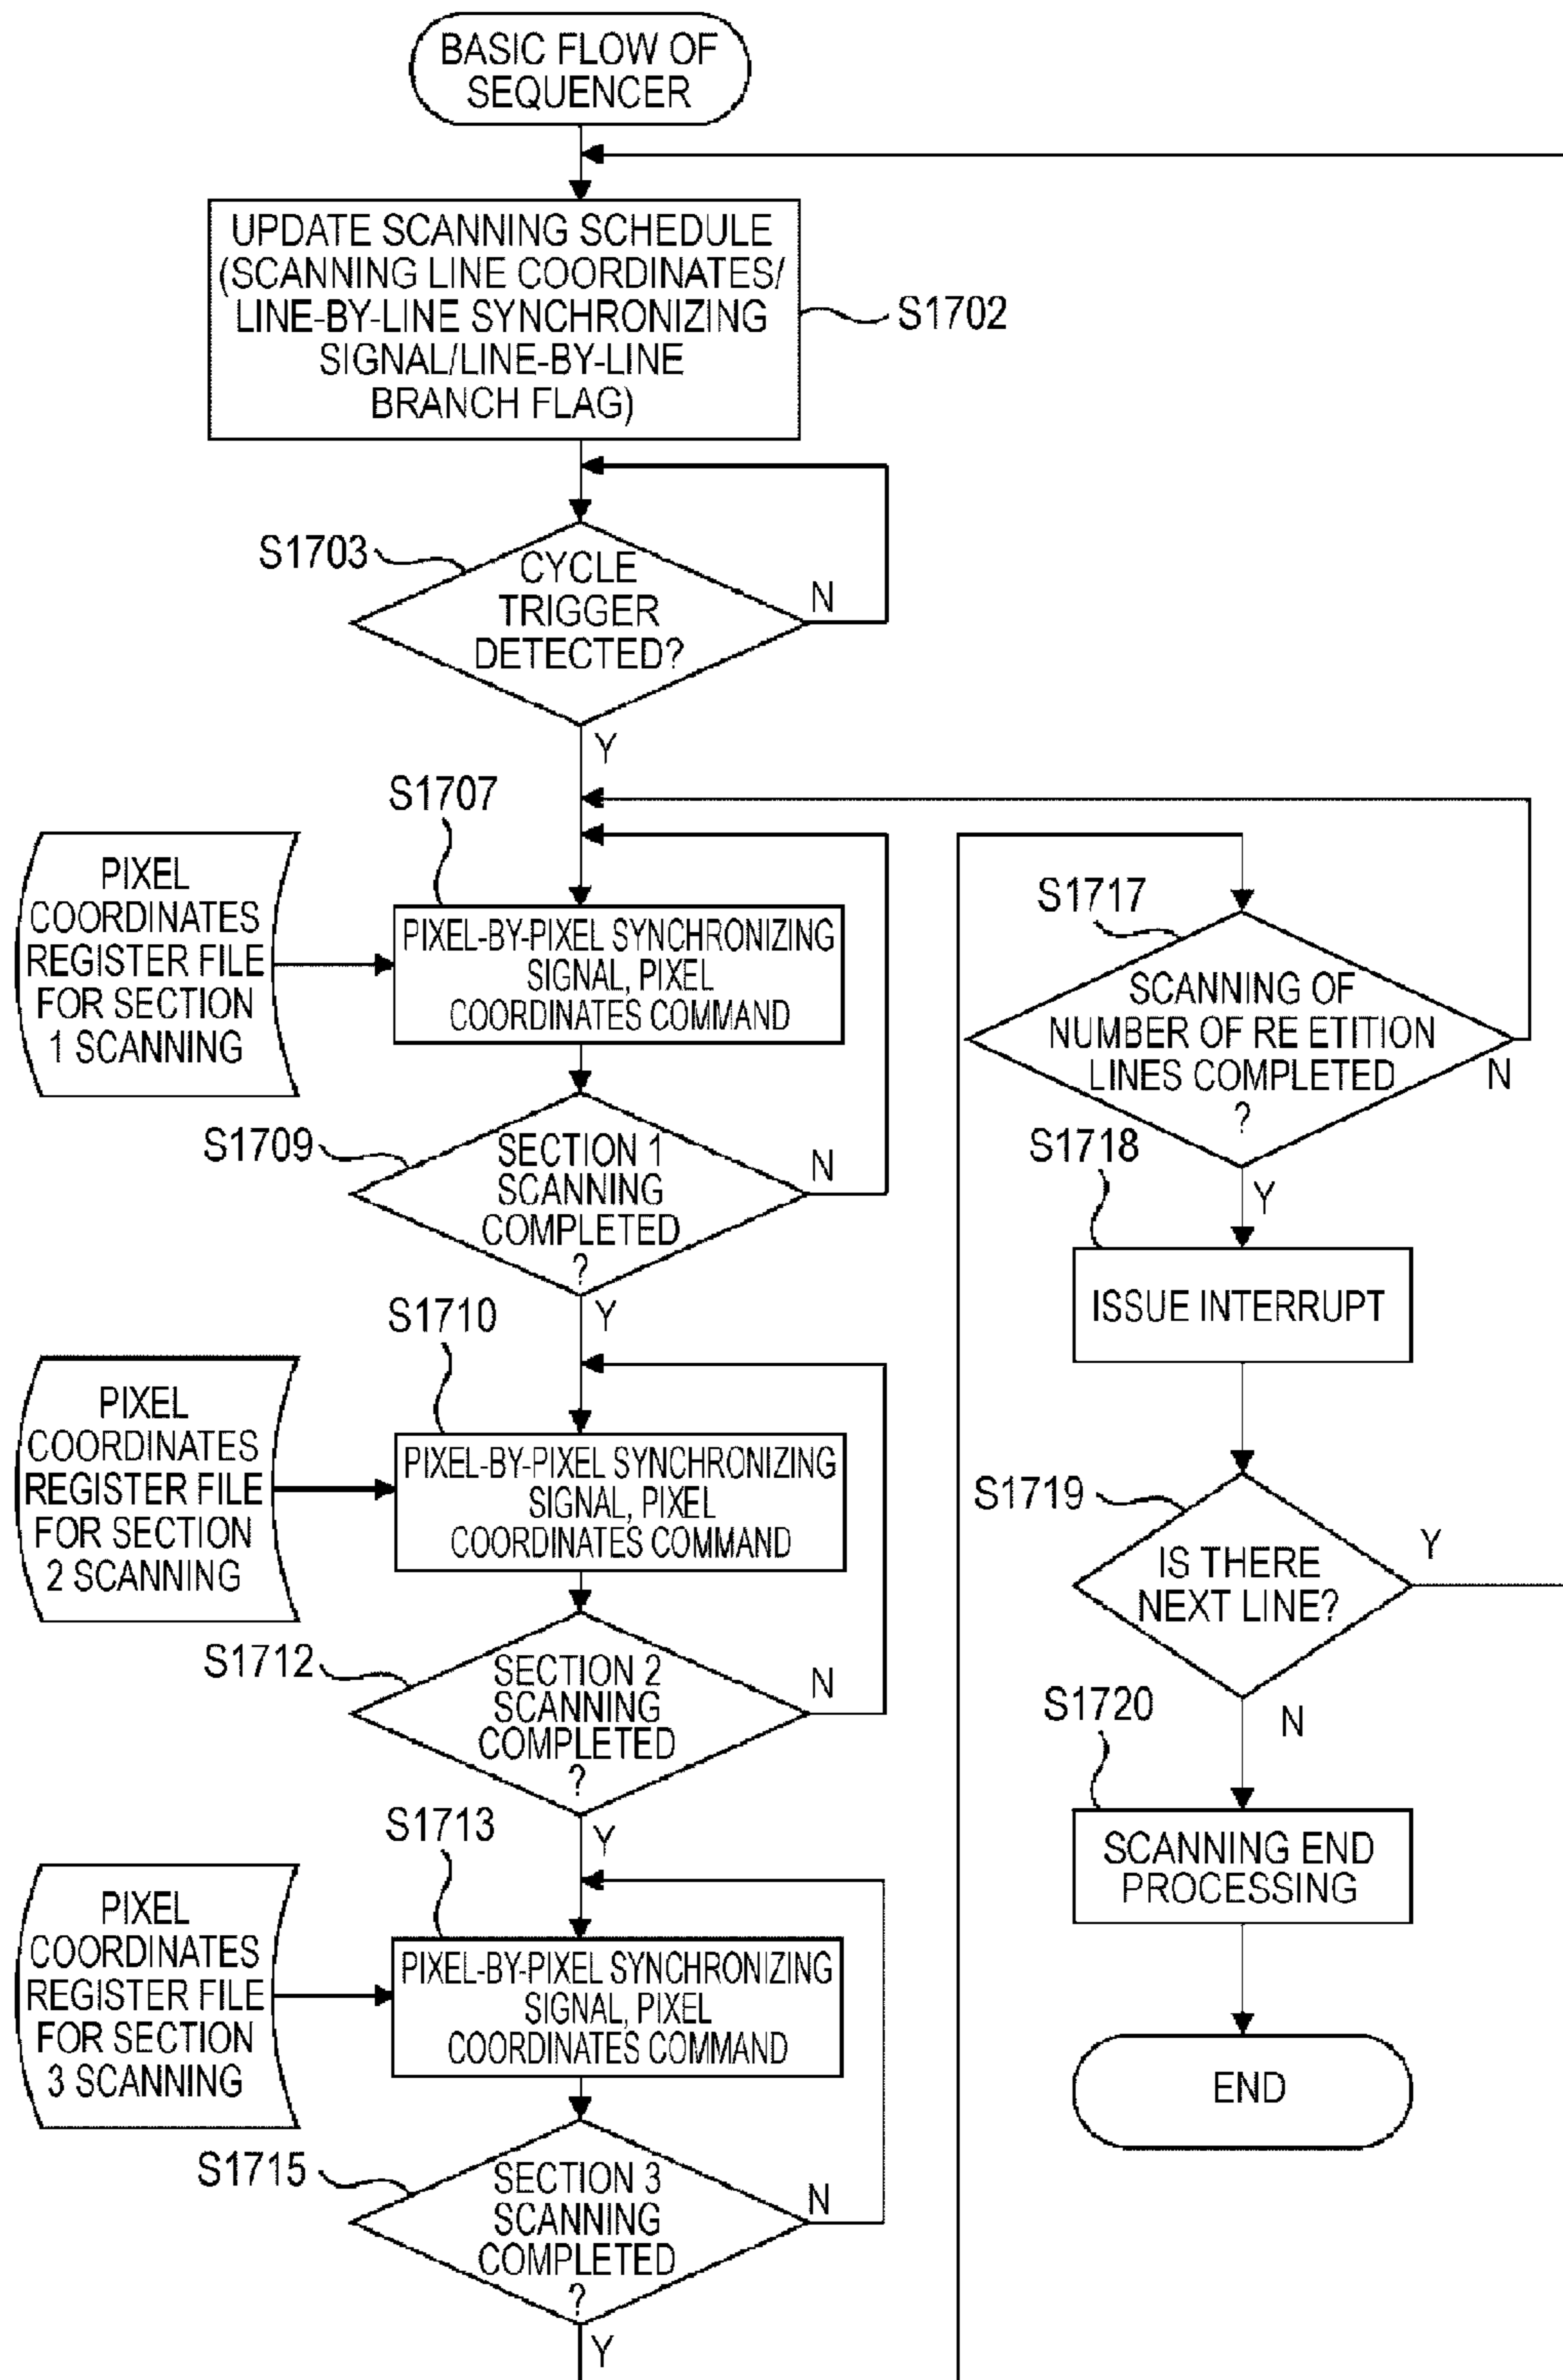 BASIC FLOW OF
SEQUENCER
UPDATE SCANNING SCHEDULE
(SCANNING LINE COORDINATES/
LINE-BY-LINE SYNCHRONIZING
SIGNAL/LINE-BY-LINE
BRANCH FLAG)
S1702
S1703
CYCLE
TRIGGER
DETECTED?
N
Y
S1707
PIXEL
COORDINATES
REGISTER FILE
FOR SECTION
1 SCANNING
PIXEL-BY-PIXEL SYNCHRONIZING
SIGNAL, PIXEL
COORDINATES COMMAND
S1709
SECTION 1
SCANNING
COMPLETED
?
N
Y
S1710
PIXEL
COORDINATES
REGISTER FILE
FOR SECTION
2 SCANNING
PIXEL-BY-PIXEL SYNCHRONIZING
SIGNAL, PIXEL
COORDINATES COMMAND
S1712
SECTION 2
SCANNING
COMPLETED
?
N
Y
S1713
PIXEL
COORDINATES
REGISTER FILE
FOR SECTION
3 SCANNING
PIXEL-BY-PIXEL SYNCHRONIZING
SIGNAL, PIXEL
COORDINATES COMMAND
S1715
SECTION 3
SCANNING
COMPLETED
?
N
Y
S1717
SCANNING OF
NUMBER OF RE ETITION
LINES COMPLETED
?
N
Y
S1718
ISSUE INTERRUPT
S1719
IS THERE
NEXT LINE?
Y
N
S1720
SCANNING END
PROCESSING
END